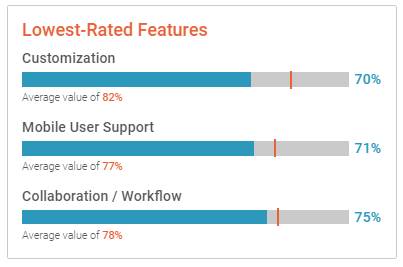 Lowest-Rated Features
Customization
70%
Average value of 82%
Mobile User Support
71%
Average value of 77%
Collaboration / Workflow
75%
Average value of 78%